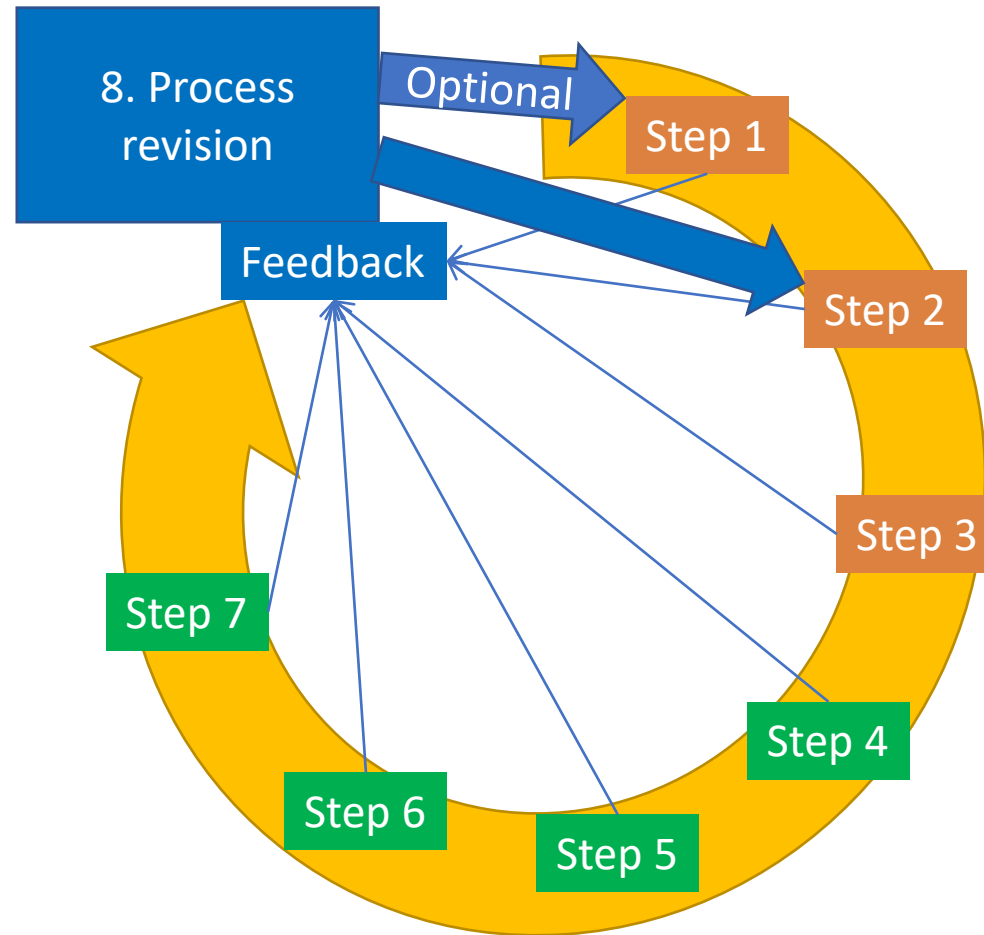 8. Process
revision
Optional
Step 1
Feedback
Step 2
Step 3
Step 4
Step 5
Step 6
Step 7